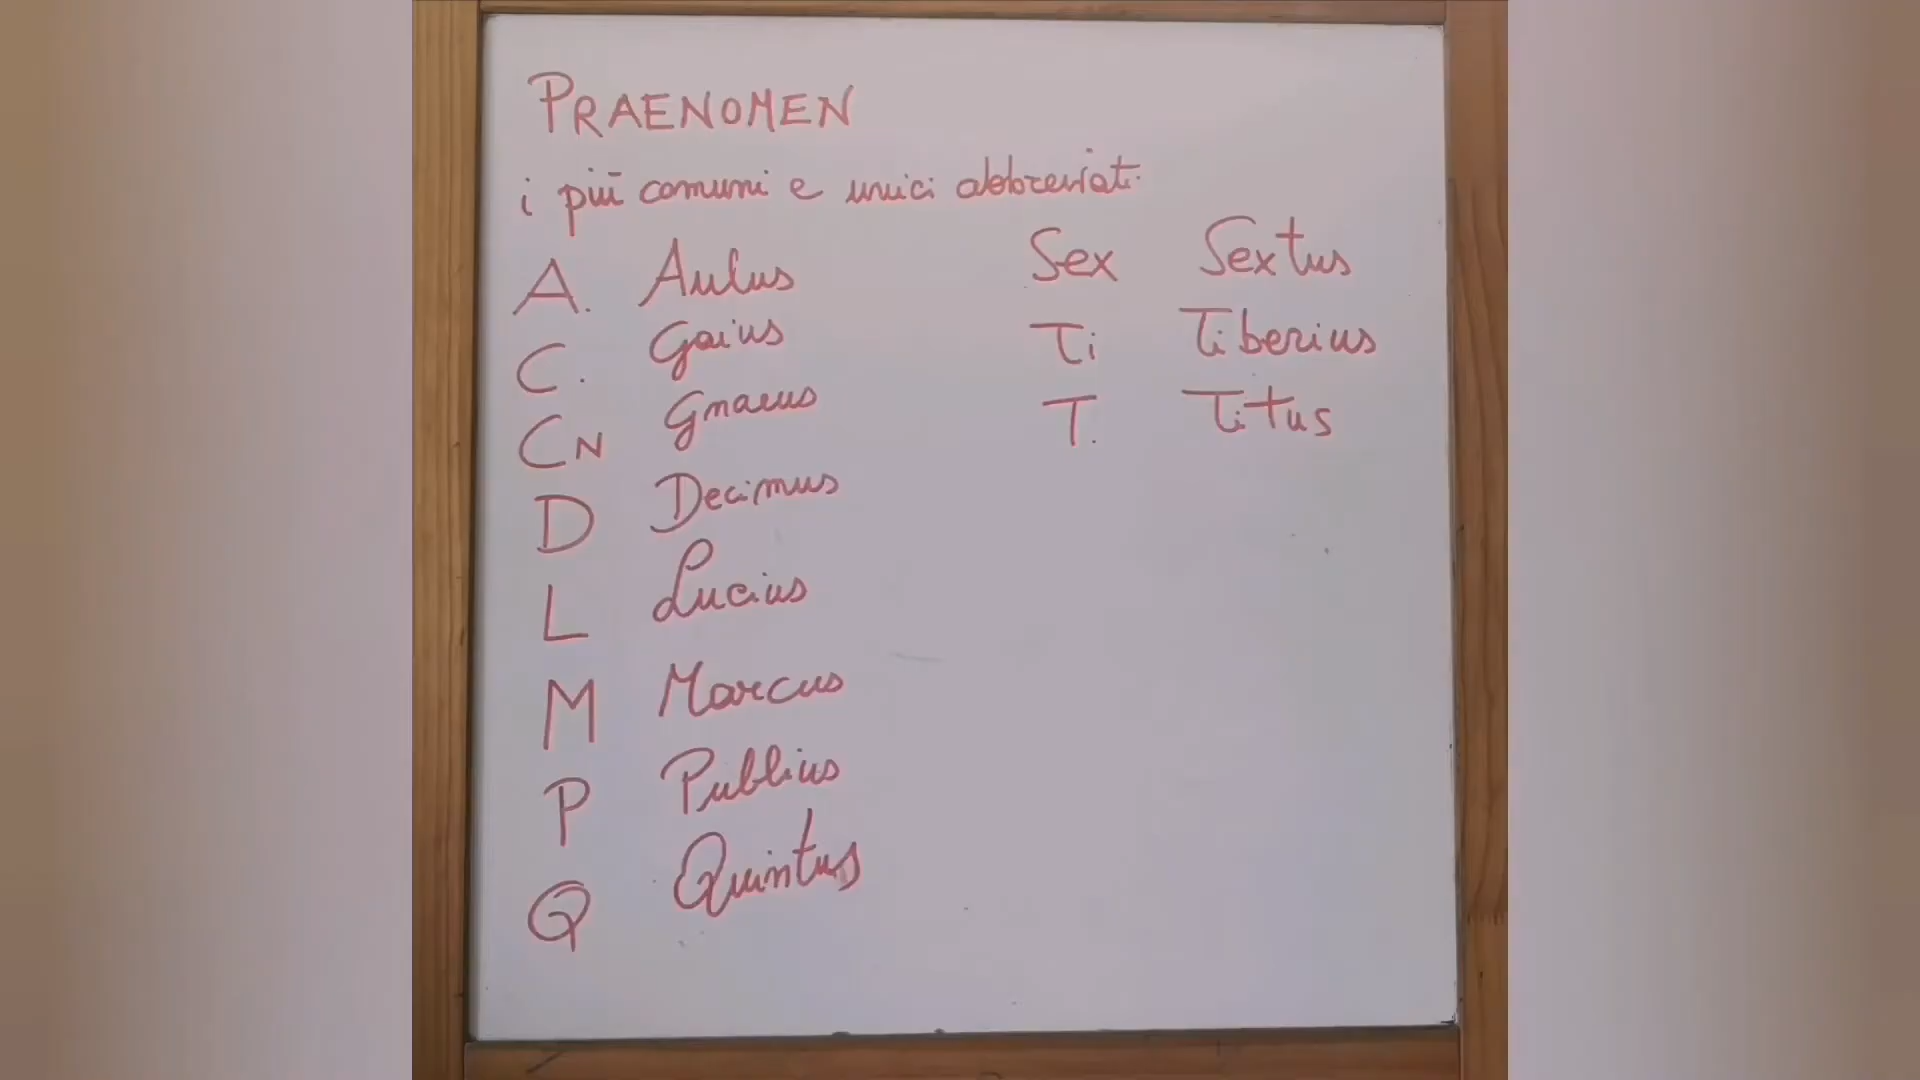 PRAENOMEN
i più comuni e unici abbreviati
A. Aulus
C. Gaius
CN Gnaeus
D Decimus
L Lucius
M Marcus
P Publius
Q Quintus
Sex Sextus
Ti Tiberius
T. Titus